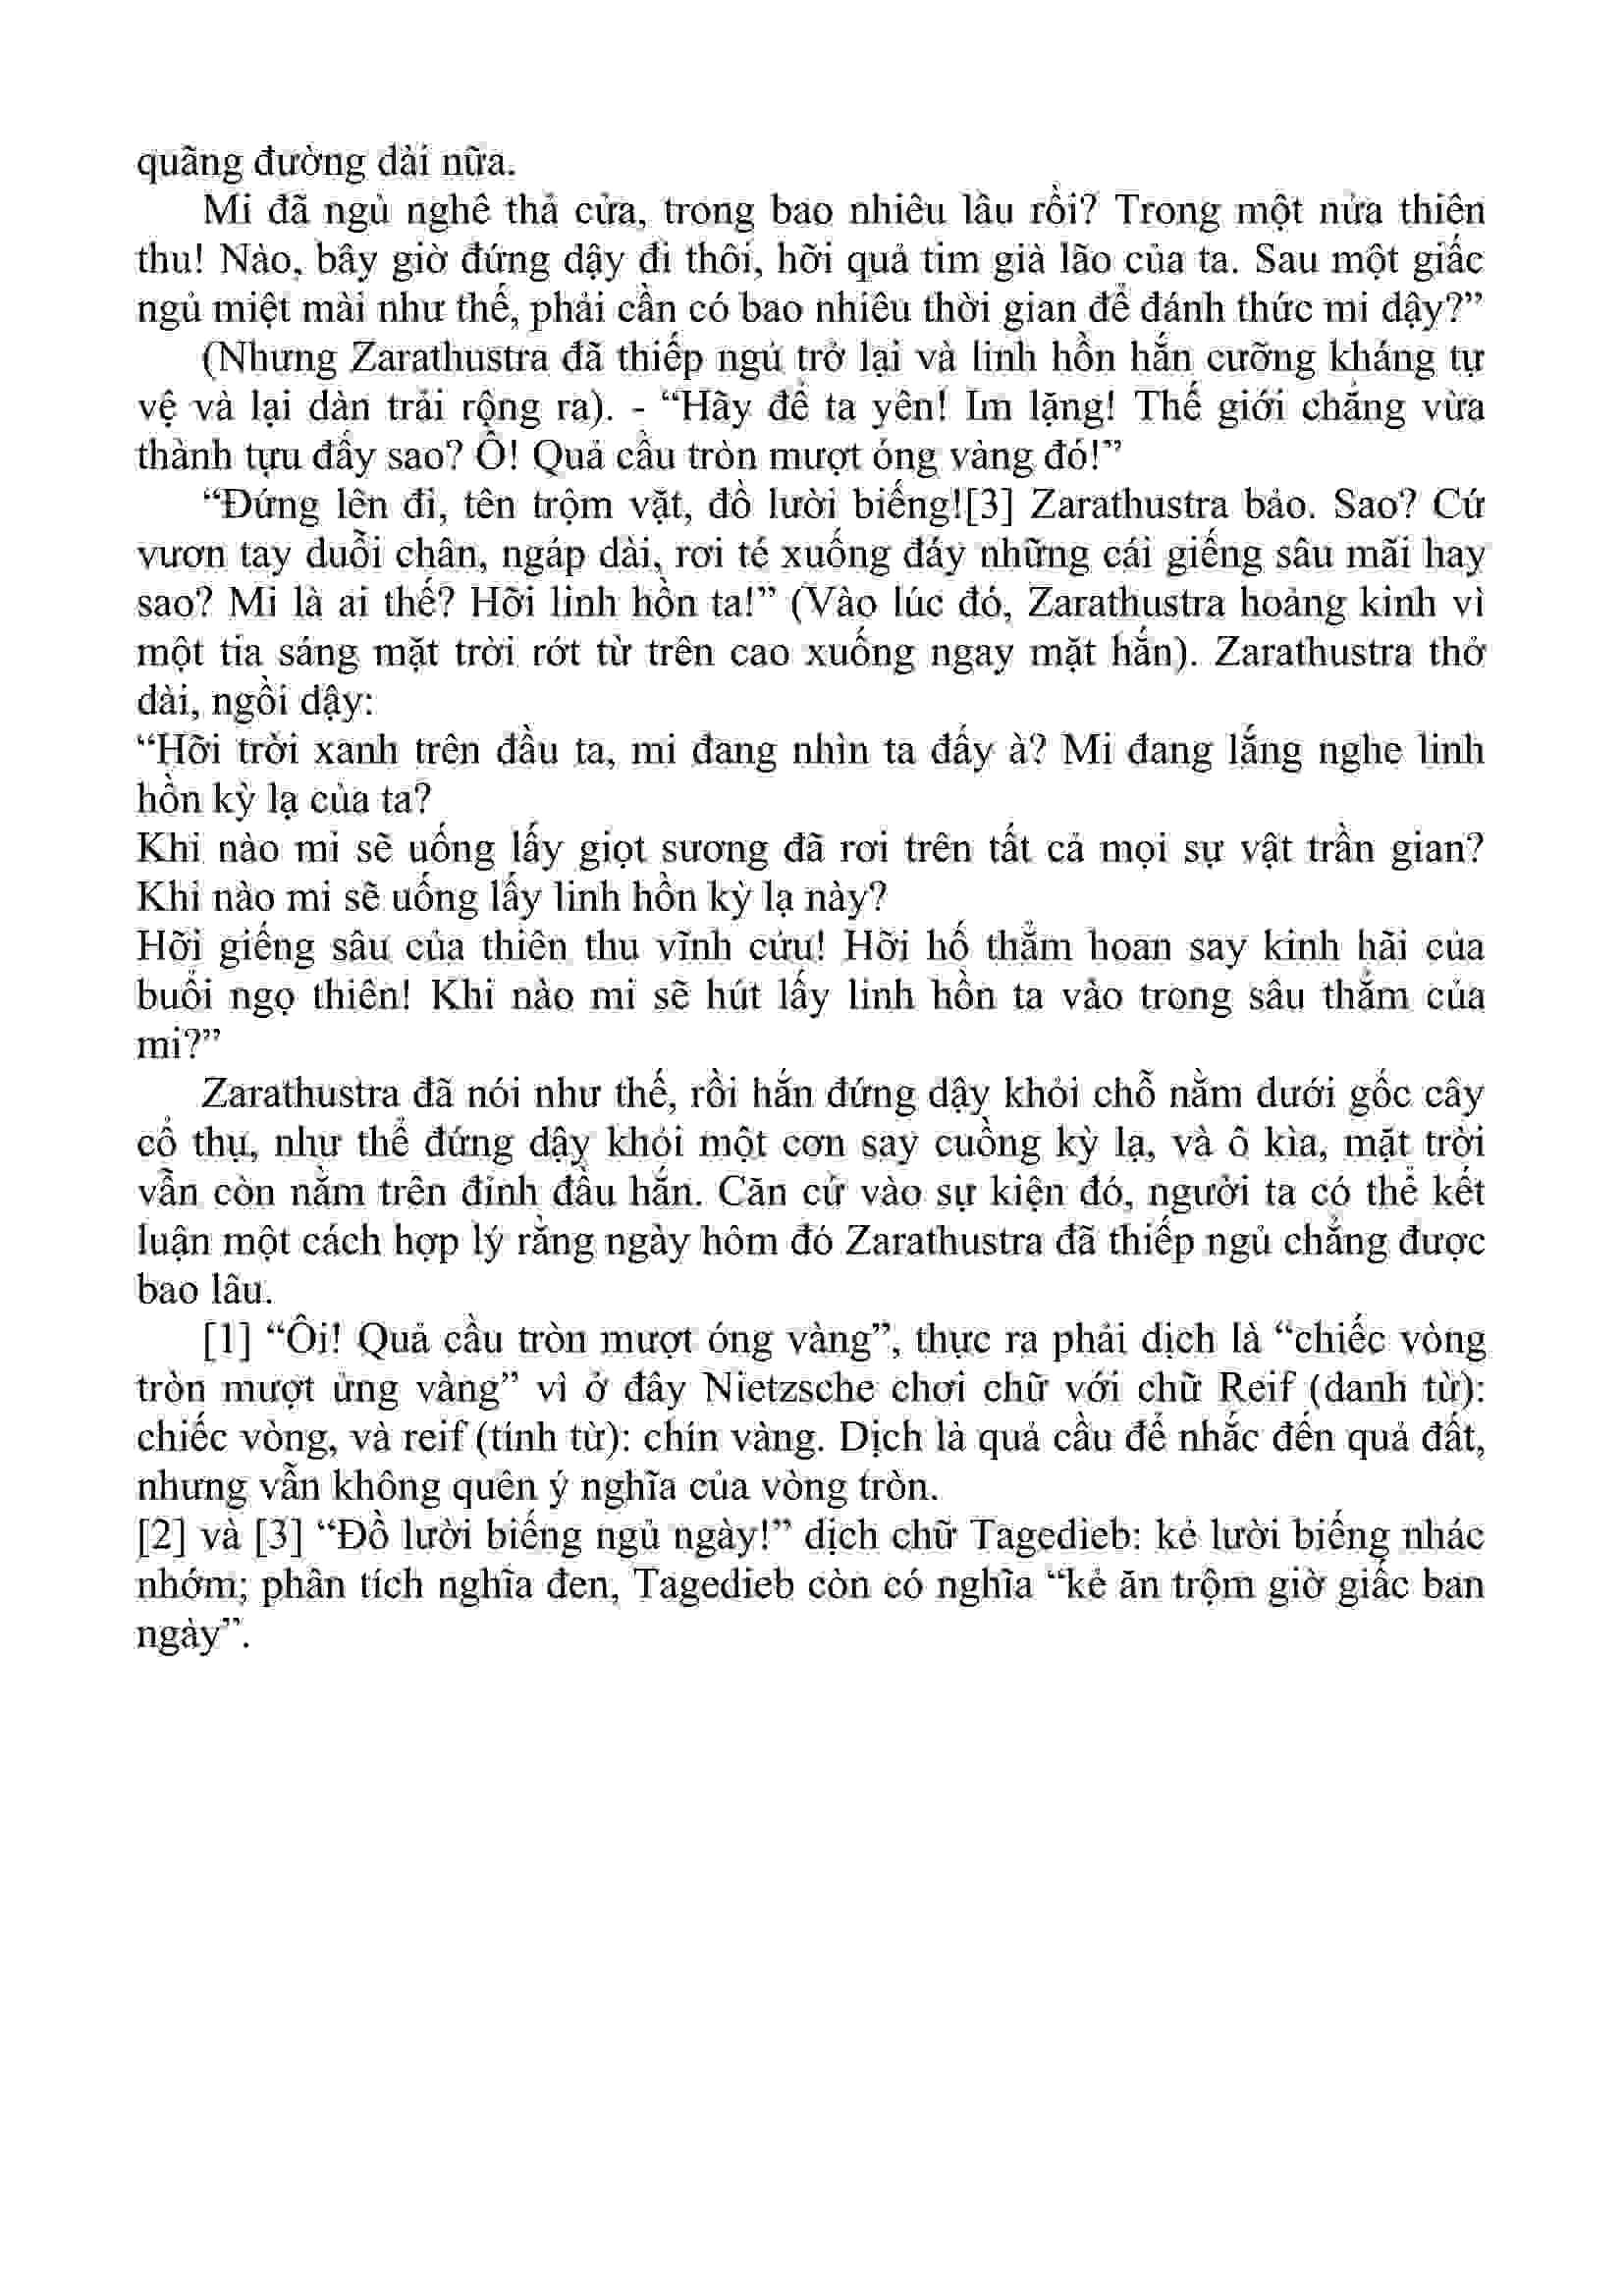 quãng đường dài nữa.
Mi đã ngủ nghê thả cửa, trong bao nhiêu lâu rồi? Trong một nửa thiên
thu! Nào, bây giờ đứng dậy đi thôi, hỡi quả tim già lão của ta. Sau một giấc
ngủ miệt mài như thế, phải cần có bao nhiêu thời gian để đánh thức mi dậy?”
(Nhưng Zarathustra đã thiếp ngủ trở lại và linh hồn hắn cưỡng kháng tự
vệ và lại dàn trải rộng ra). - “Hãy để ta yên! Im lặng! Thế giới chẳng vừa
thành tựu đấy sao? Ô! Quả cầu tròn mượt óng vàng đó!”
“Đứng lên đi, tên trộm vặt, đồ lười biếng![3] Zarathustra bảo. Sao? Cứ
vươn tay duỗi chân, ngáp dài, rơi té xuống đáy những cái giếng sâu mãi hay
sao? Mi là ai thế? Hỡi linh hồn ta!” (Vào lúc đó, Zarathustra hoảng kinh vì
một tia sáng mặt trời rớt từ trên cao xuống ngay mặt hắn). Zarathustra thở
dài, ngồi dậy:
“Hỡi trời xanh trên đầu ta, mi đang nhìn ta đấy à? Mi đang lắng nghe linh
hồn kỳ lạ của ta?
Khi nào mi sẽ uống lấy giọt sương đã rơi trên tất cả mọi sự vật trần gian?
Khi nào mi sẽ uống lấy linh hồn kỳ lạ này?
Hỡi giếng sâu của thiên thu vĩnh cửu! Hỡi hố thẳm hoan say kinh hãi của
buổi ngọ thiên! Khi nào mi sẽ hút lấy linh hồn ta vào trong sâu thẳm của
mi?”
Zarathustra đã nói như thế, rồi hắn đứng dậy khỏi chỗ nằm dưới gốc cây
cổ thụ, như thể đứng dậy khỏi một cơn say cuồng kỳ lạ, và ô kìa, mặt trời
vẫn còn nằm trên đỉnh đầu hắn. Căn cứ vào sự kiện đó, người ta có thể kết
luận một cách hợp lý rằng ngày hôm đó Zarathustra đã thiếp ngủ chẳng được
bao lâu.
[1] “Ôi! Quả cầu tròn mượt óng vàng”, thực ra phải dịch là “chiếc vòng
tròn mượt ửng vàng” vì ở đây Nietzsche chơi chữ với chữ Reif (danh từ):
chiếc vòng, và reif (tính từ): chín vàng. Dịch là quả cầu để nhắc đến quả đất,
nhưng vẫn không quên ý nghĩa của vòng tròn.
[2] và [3] “Đồ lười biếng ngủ ngày!” dịch chữ Tagedieb: kẻ lười biếng nhác
nhớm; phân tích nghĩa đen, Tagedieb còn có nghĩa “kẻ ăn trộm giờ giấc ban
ngày”.